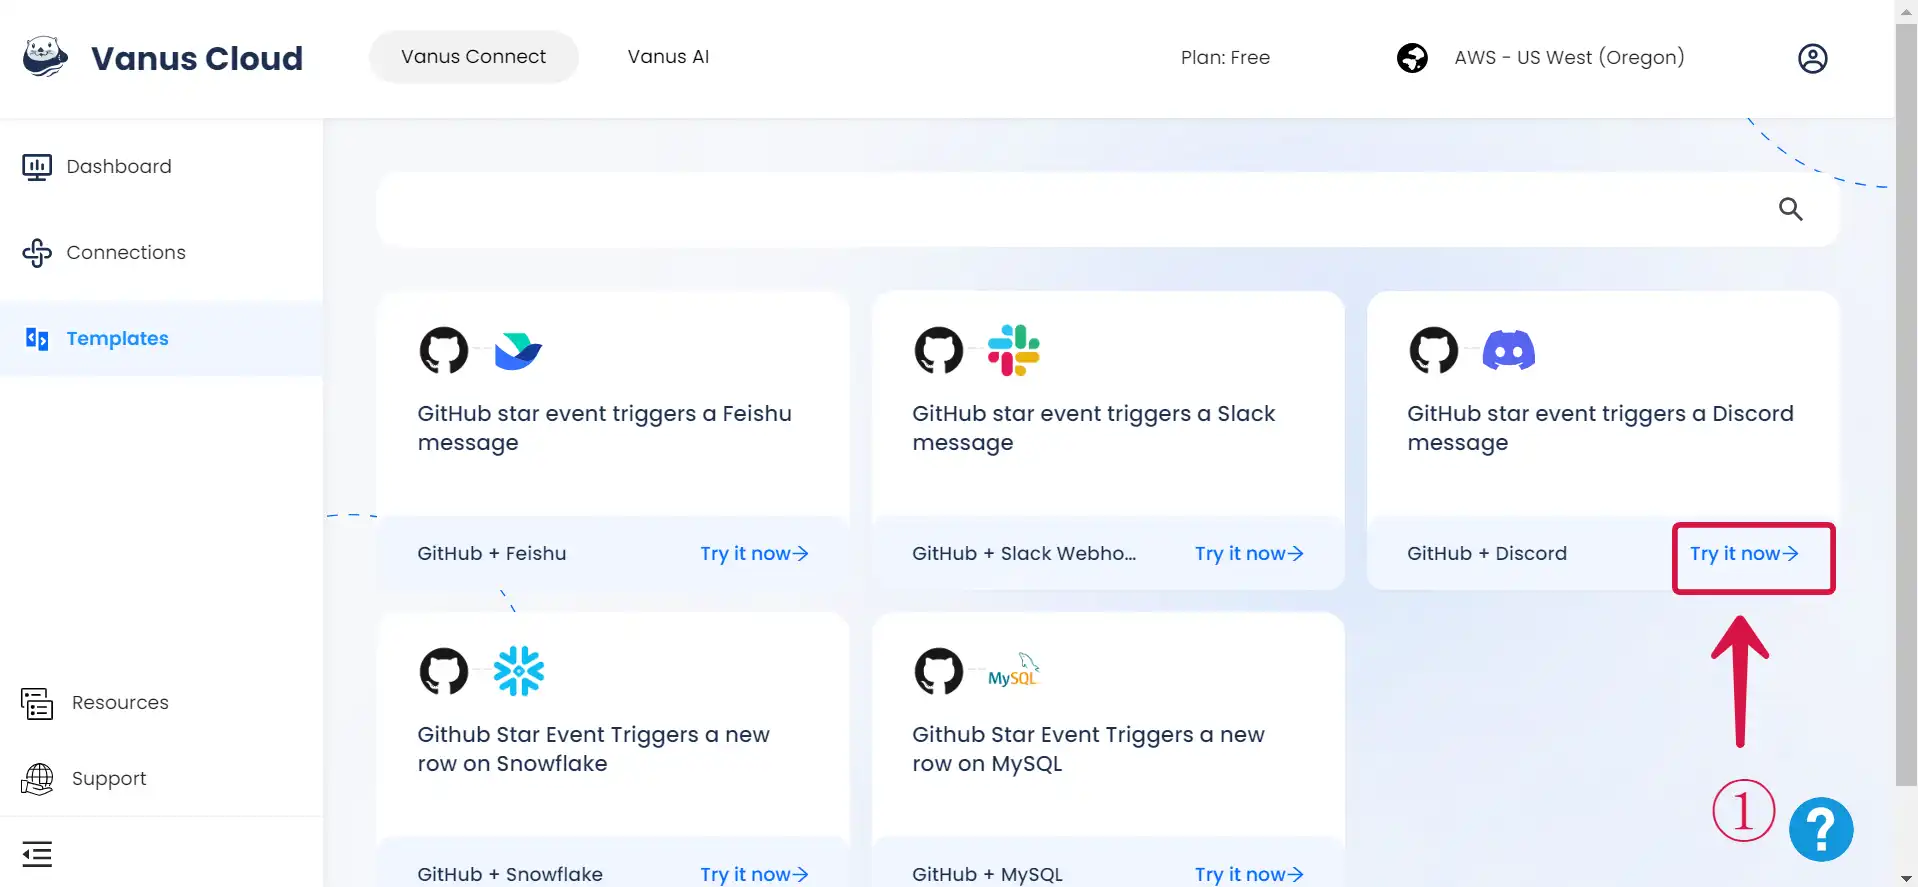 Vanus Cloud
Vanus Connect
Vanus AI
Plan: Free
AWS - US West (Oregon)
Dashboard
Connections
Templates
Resources
Support
GitHub star event triggers a Feishu
message
GitHub + Feishu
Try it now→
GitHub star event triggers a Slack
message
GitHub + Slack Webho...
Try it now→
GitHub star event triggers a Discord
message
GitHub + Discord
Try it now→
Github Star Event Triggers a new
row on Snowflake
GitHub + Snowflake
Try it now→
MySQL
Github Star Event Triggers a new
row on MySQL
GitHub + MySQL
Try it now→
①
?